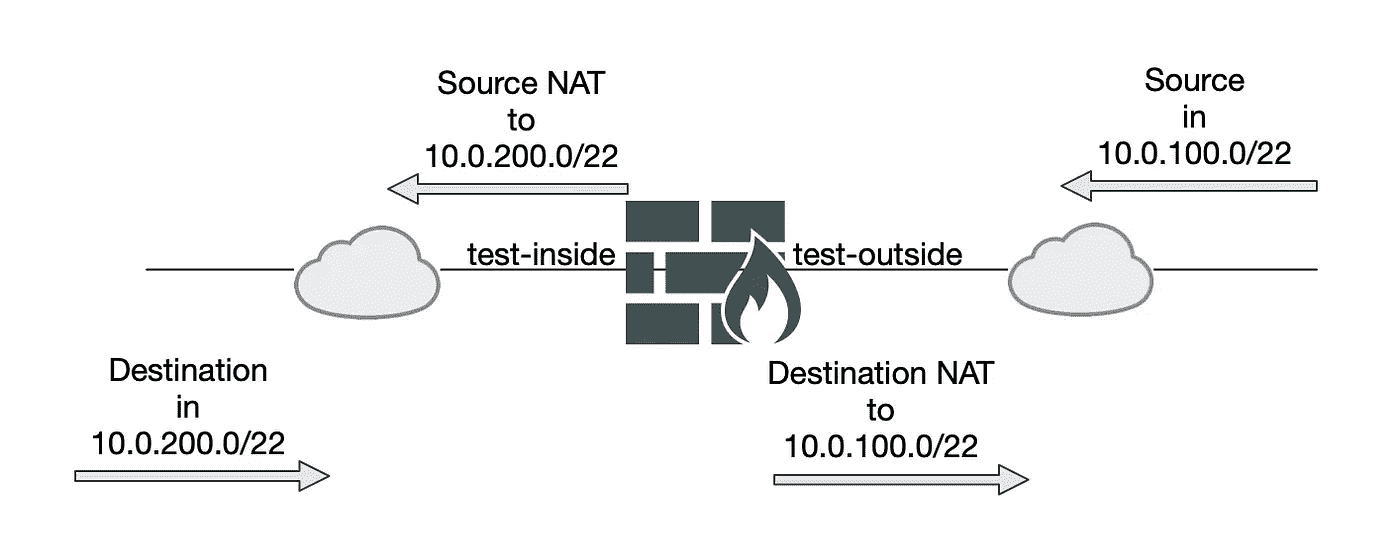 Source NAT
to
10.0.200.0/22
Source
in
10.0.100.0/22
test-inside
test-outside
Destination
in
10.0.200.0/22
Destination NAT
to
10.0.100.0/22